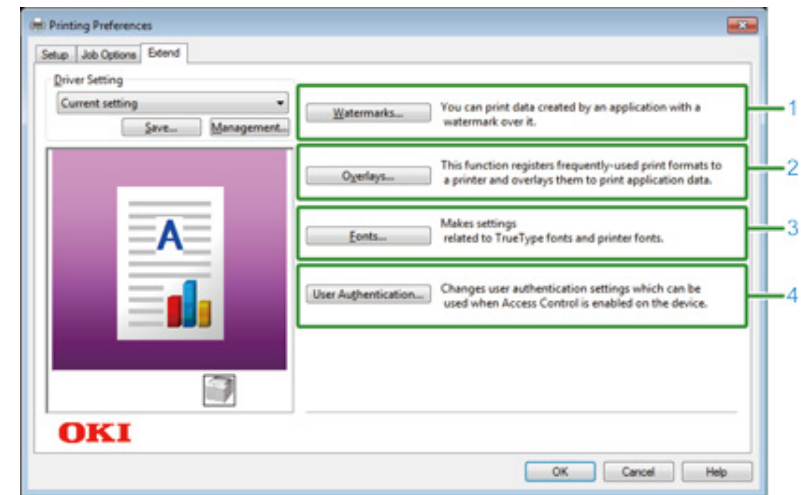 Printing Preferences
Setup Job Options Extend
Driver Setting
Current setting
Save... Management...
Watermarks... You can print data created by an application with a
watermark over it.
1
Overlays... This function registers frequently-used print formats to
a printer and overlays them to print application data.
2
Fonts... Makes settings
related to TrueType fonts and printer fonts.
3
User Authentication... Changes user authentication settings which can be
used when Access Control is enabled on the device.
4
A
OKI
OK Cancel Help